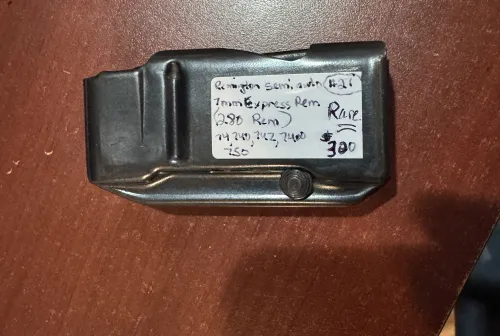 Remington semi auto #21
7mm Express Rem. Rare
(280 Rem)
74,740,742,7400 $300
750